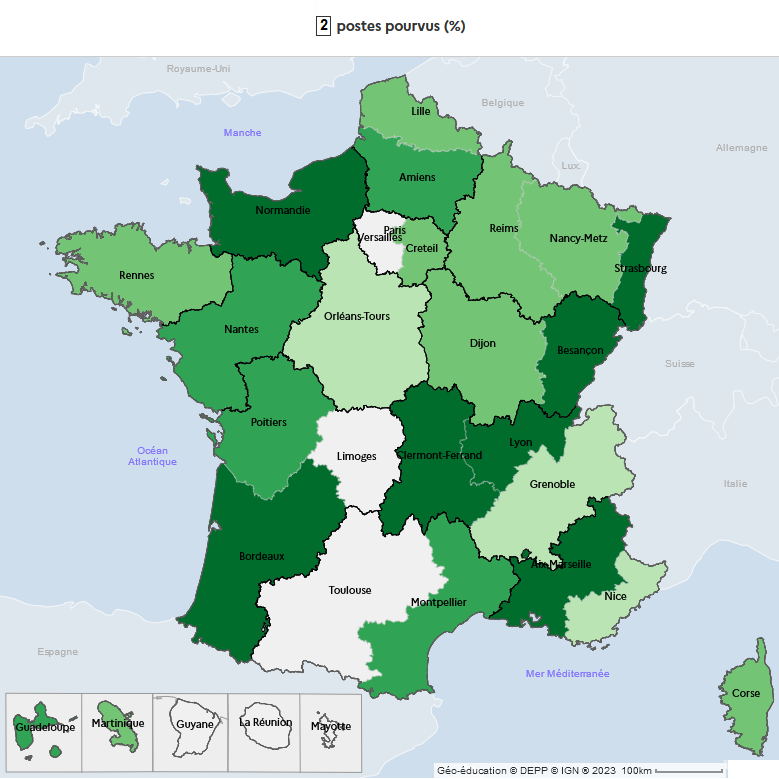 2 postes pourvus (%)
Royaume-Uni
Belgique
Lille
Manche
Allemagne
Lux.
Amiens
Normandie
Paris
Versailles
Reims
Nancy-Metz
Creteil
Strasbourg
Rennes
Orléans-Tours
Nantes
Dijon
Besançon
Suisse
Poitiers
Lyon
Océan
Atlantique
Limoges
Clermont-Ferrand
Grenoble
Italie
Bordeaux
Aix-Marseille
Toulouse
Nice
Montpellier
Espagne
Mer Méditerranée
Corse
Guadeloupe
Martinique
Guyane
La Réunion
Mayotte
Géo-éducation © DEPP © IGN ® 2023 100km